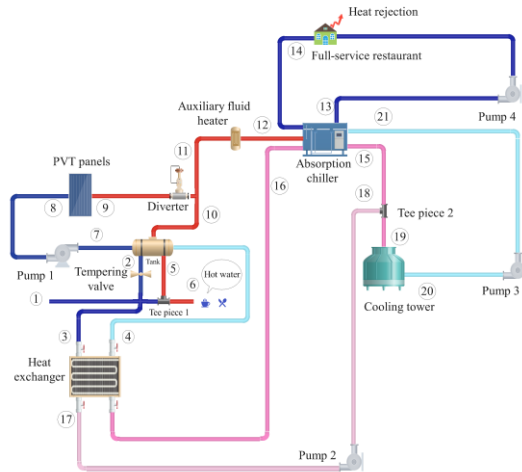 Heat rejection
14
Full-service restaurant
13
21
Pump 4
Auxiliary fluid
heater
12
11
Absorption
chiller
15
16
PVT panels
8
9
Diverter
10
18
Tee piece 2
7
Pump 1
2
Tank
5
Tempering
valve
6
Hot water
19
Cooling tower
20
Pump 3
1
Tee piece 1
3
4
Heat
exchanger
17
Pump 2